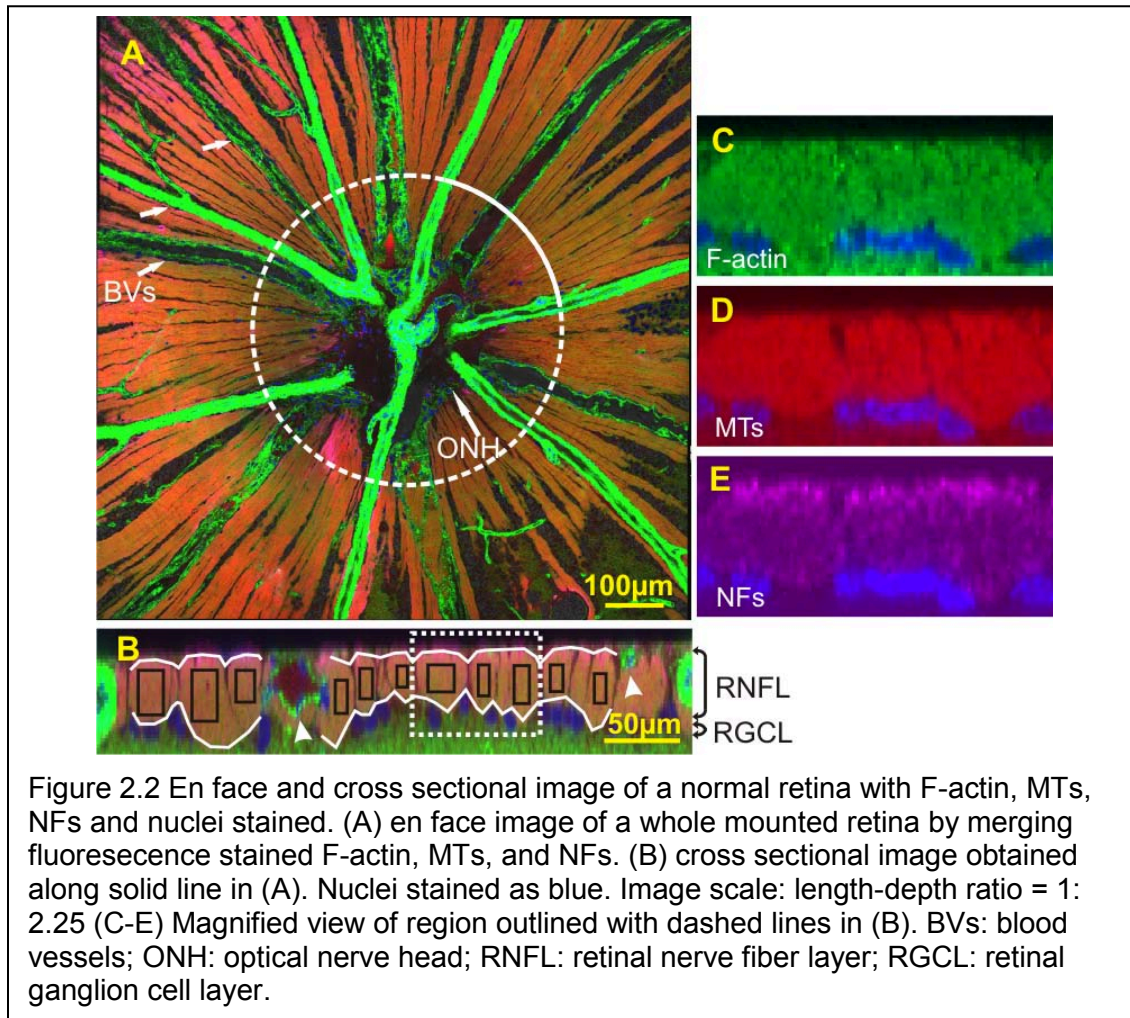 A
BVs
ONH
100µm
C
F-actin
D
MTs
E
NFs
B
50µm
RNFL
RGCL
Figure 2.2 En face and cross sectional image of a normal retina with F-actin, MTs,
NFs and nuclei stained. (A) en face image of a whole mounted retina by merging
fluoresecence stained F-actin, MTs, and NFs. (B) cross sectional image obtained
along solid line in (A). Nuclei stained as blue. Image scale: length-depth ratio = 1:
2.25 (C-E) Magnified view of region outlined with dashed lines in (B). BVs: blood
vessels; ONH: optical nerve head; RNFL: retinal nerve fiber layer; RGCL: retinal
ganglion cell layer.